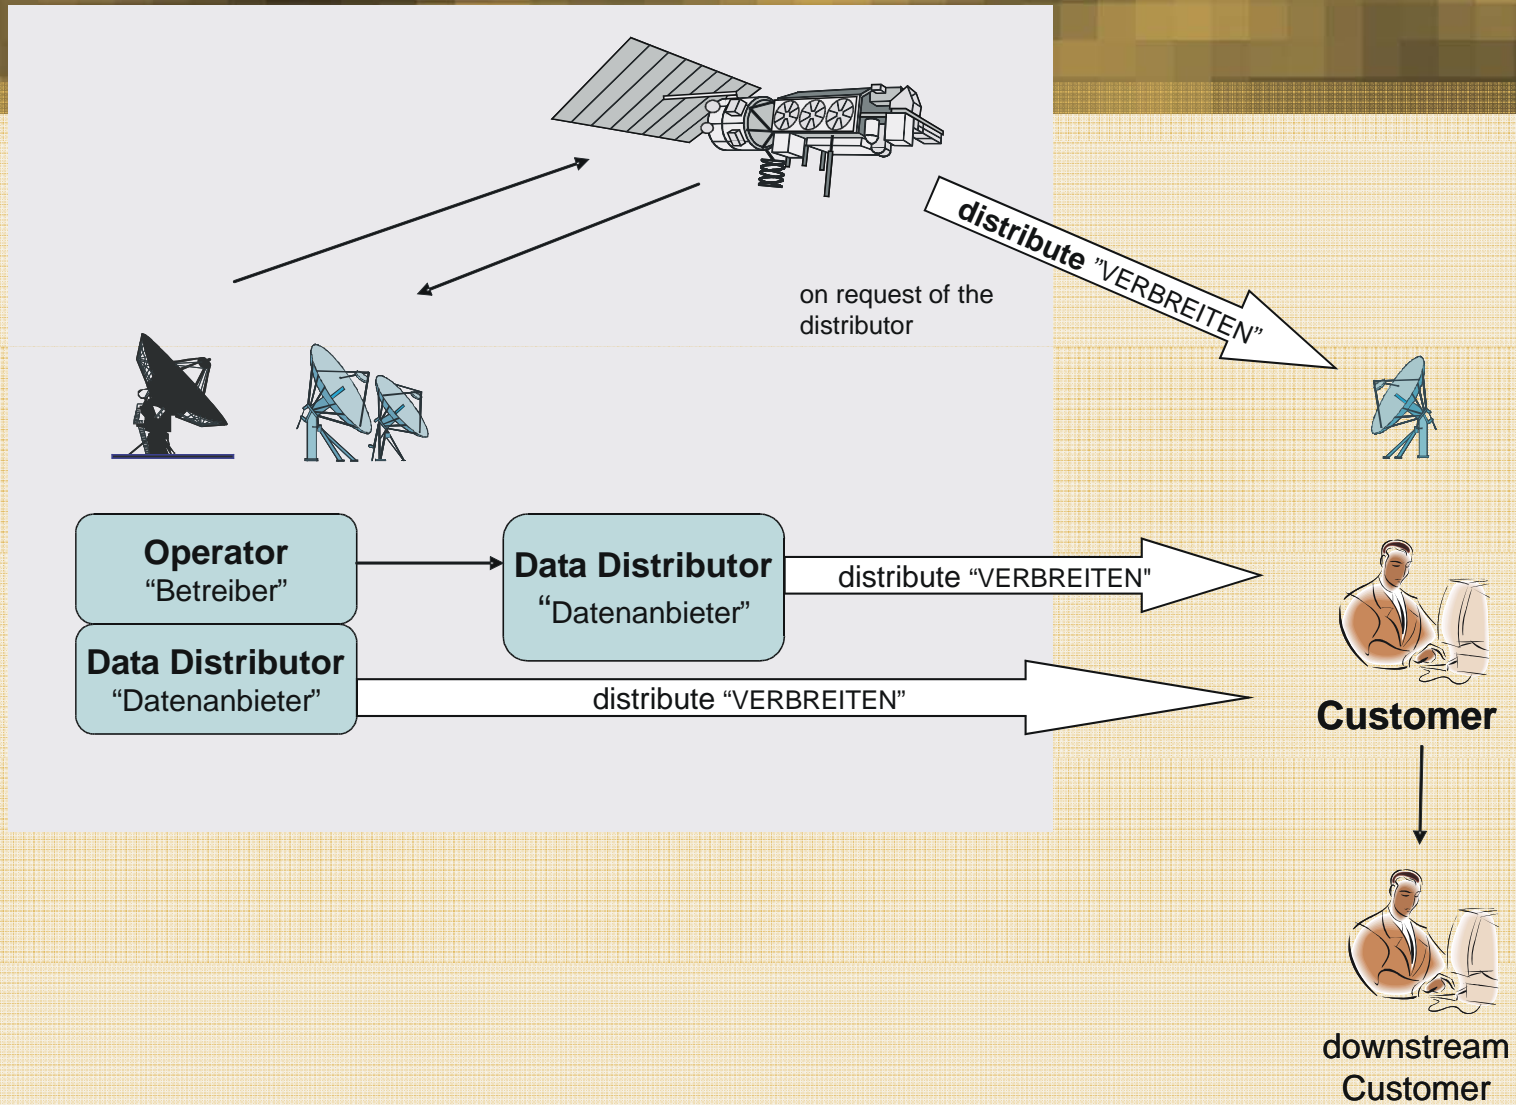 distribute ”VERBREITEN”
on request of the
distributor
Operator
“Betreiber”
Data Distributor
“Datenanbieter”
distribute “VERBREITEN"
Data Distributor
“Datenanbieter”
distribute “VERBREITEN”
Customer
downstream
Customer